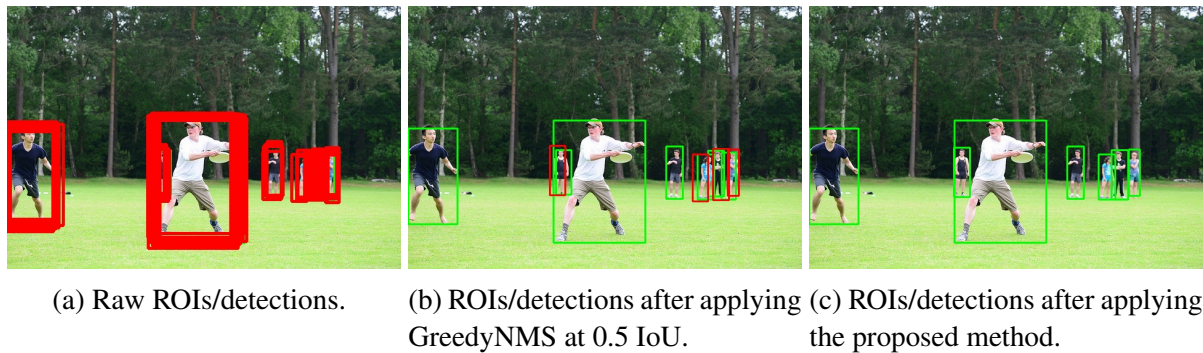 (a) Raw ROIs/detections.
(b) ROIs/detections after applying
GreedyNMS at 0.5 IoU.
(c) ROIs/detections after applying
the proposed method.